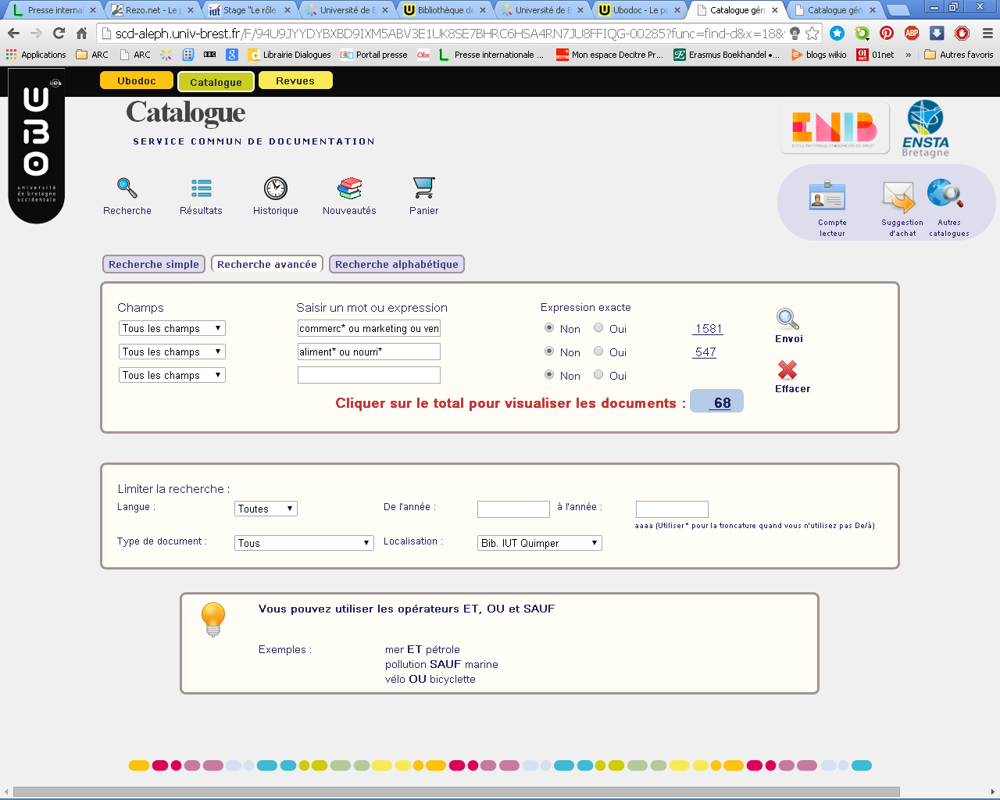 Presse internat
Rezo.net - Le p
Stage "Le rôle
Université de B
Bibliothèque de
Université de B
Ubodoc - Le po
Catalogue gén
Catalogue gén
scd-aleph.univ-brest.fr/F/94U9JYYDYBXBD9IXM5ABV3E1UK8SE7BHRC6HSA4RN7JU8FFIQG-00285?func=find-d&x=18&
Applications
ARC
ARC
BBC
Librairie Dialogues
Portail presse
Obs
Presse internationale ...
Mon espace Decitre Pr...
Erasmus Boekhandel •...
blogs wikio
01net
»
Autres favoris
UBO
université
de bretagne
occidentale
Ubodoc
Catalogue
Revues
Catalogue
SERVICE COMMUN DE DOCUMENTATION
ENIB
ECOLE NATIONALE D'INGENIEURS DE BREST
ENSTA
Bretagne
Recherche
Résultats
Historique
Nouveautés
Panier
Compte
lecteur
Suggestion
d'achat
Autres
catalogues
Recherche simple
Recherche avancée
Recherche alphabétique
Champs
Saisir un mot ou expression
Expression exacte
Tous les champs
commerc* ou marketing ou ven
Non
Oui
1581
Tous les champs
aliment* ou nourri*
Non
Oui
547
Tous les champs
Non
Oui
Envoi
Effacer
Cliquer sur le total pour visualiser les documents :
68
Limiter la recherche :
Langue :
Toutes
De l'année :
à l'année :
aaaa (Utiliser * pour la troncature quand vous n'utilisez pas De/à)
Type de document :
Tous
Localisation :
Bib. IUT Quimper
Vous pouvez utiliser les opérateurs ET, OU et SAUF
Exemples :
mer ET pétrole
pollution SAUF marine
vélo OU bicyclette